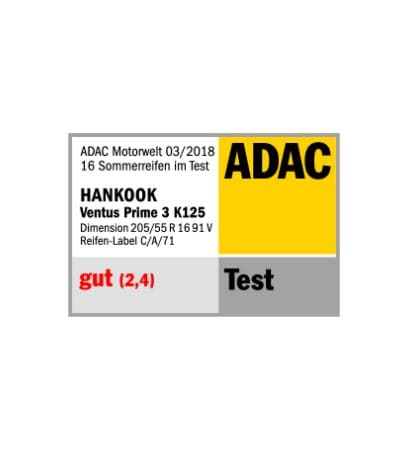 ADAC Motorwelt 03/2018
16 Sommerreifen im Test
ADAC
HANKOOK
Ventus Prime 3 K125
Dimension 205/55 R 16 91 V
Reifen-Label C/A/71
gut (2,4)
Test